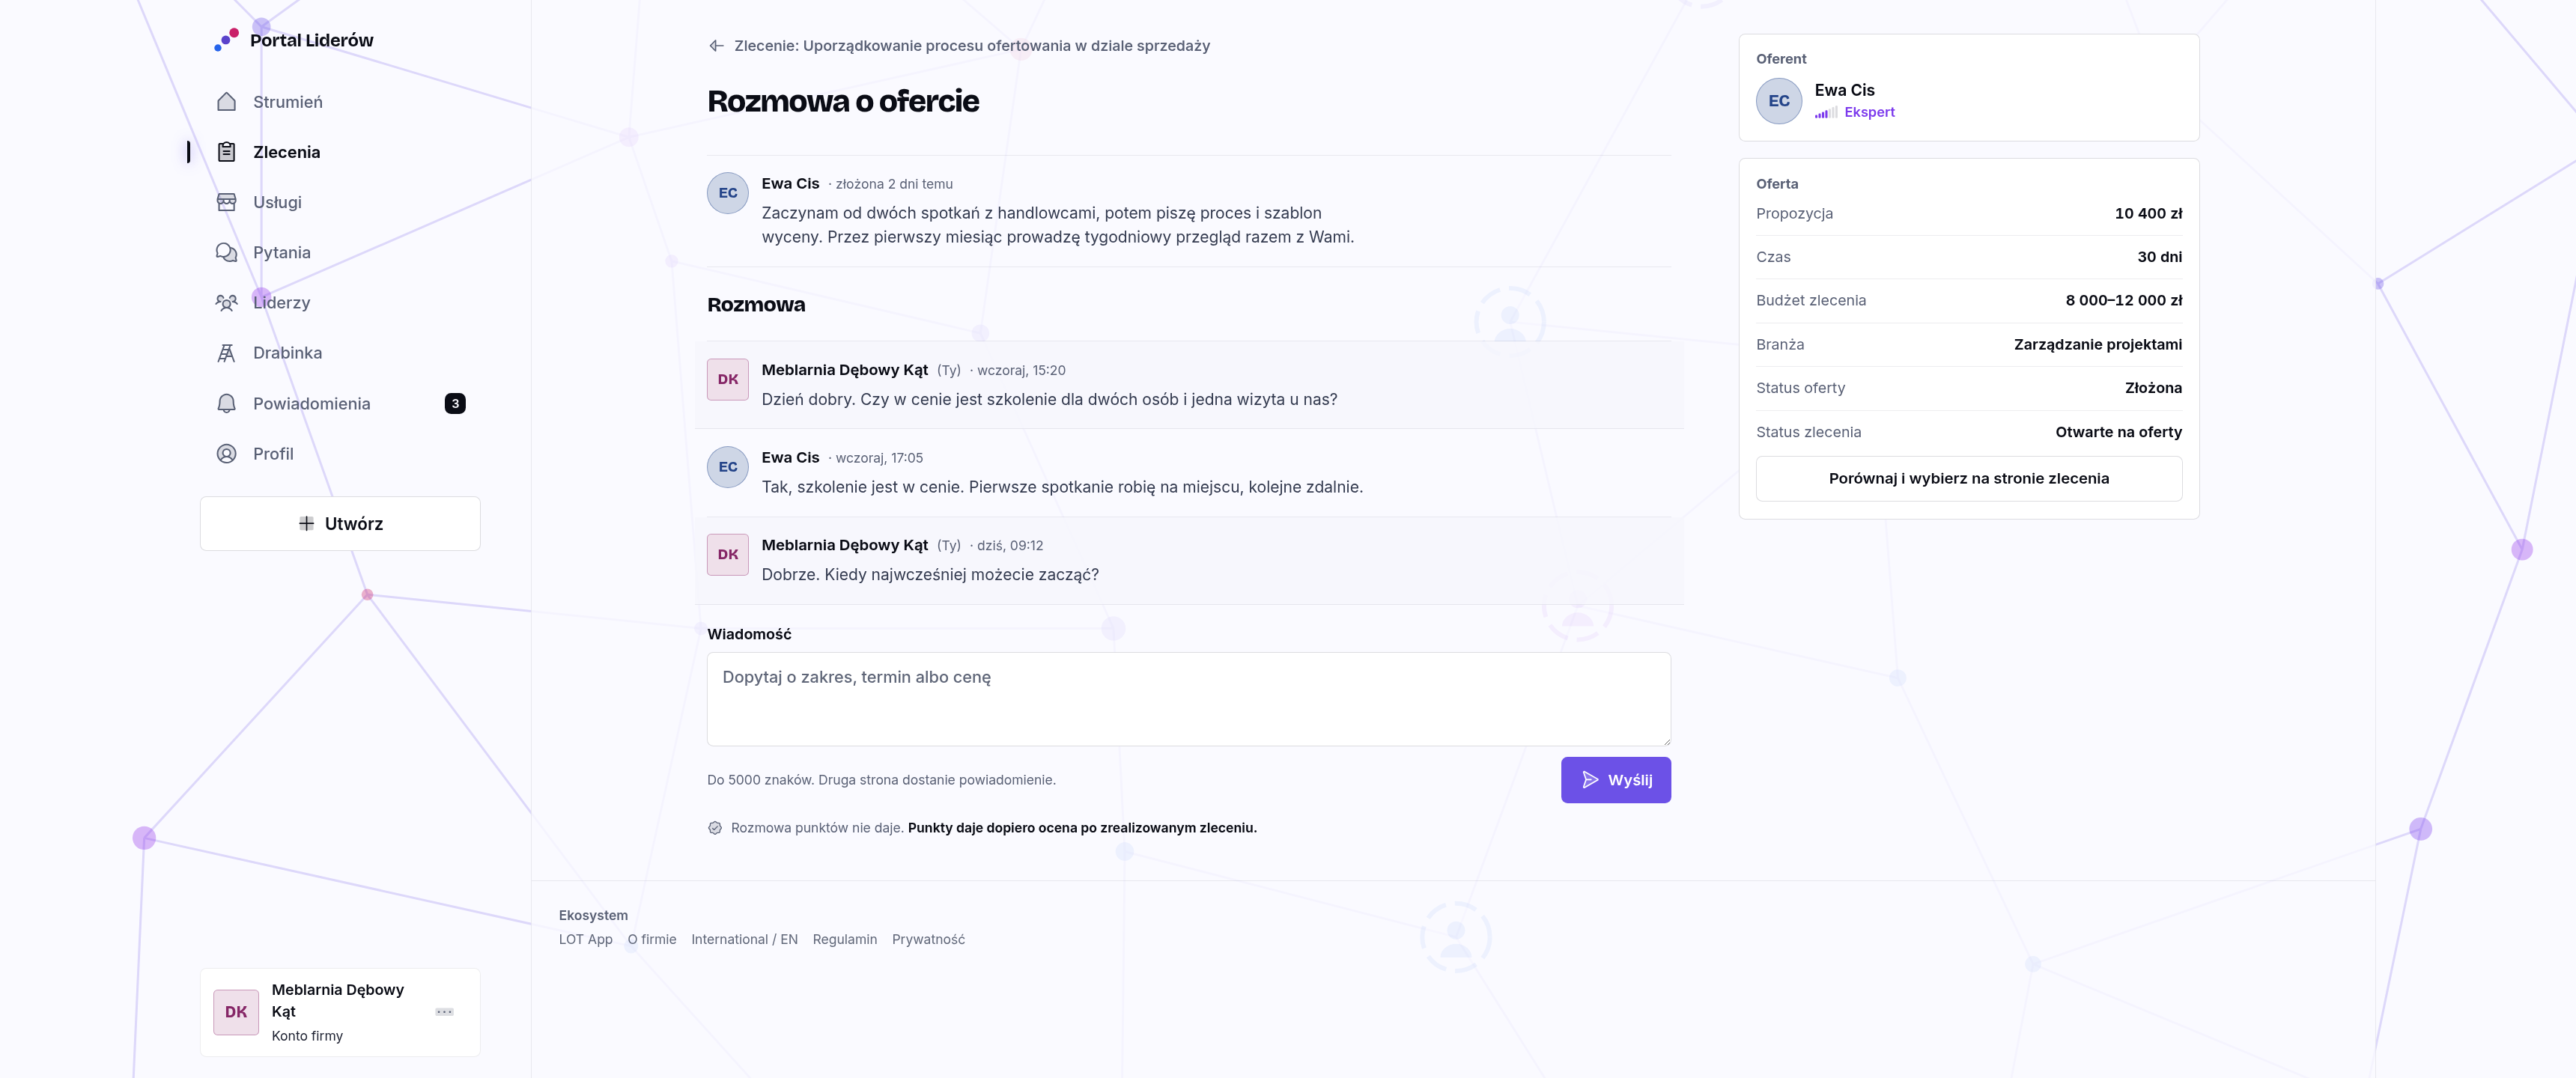 Portal Liderów
Strumień
Zlecenia
Usługi
Pytania
Liderzy
Drabinka
Powiadomienia 3
Profil
Utwórz
DK
Meblarnia Dębowy
Kąt
Konto firmy
Zlecenie: Uporządkowanie procesu ofertowania w dziale sprzedaży
Rozmowa o ofercie
EC
Ewa Cis · złożona 2 dni temu
Zaczynam od dwóch spotkań z handlowcami, potem piszę proces i szablon
wyceny. Przez pierwszy miesiąc prowadzę tygodniowy przegląd razem z Wami.
Rozmowa
DK
Meblarnia Dębowy Kąt (Ty) · wczoraj, 15:20
Dzień dobry. Czy w cenie jest szkolenie dla dwóch osób i jedna wizyta u nas?
EC
Ewa Cis · wczoraj, 17:05
Tak, szkolenie jest w cenie. Pierwsze spotkanie robię na miejscu, kolejne zdalnie.
DK
Meblarnia Dębowy Kąt (Ty) · dziś, 09:12
Dobrze. Kiedy najwcześniej możecie zacząć?
Wiadomość
Dopytaj o zakres, termin albo cenę
Do 5000 znaków. Druga strona dostanie powiadomienie.
Wyślij
Rozmowa punktów nie daje. Punkty daje dopiero ocena po zrealizowanym zleceniu.
Oferent
EC
Ewa Cis
Ekspert
Oferta
Propozycja 10 400 zł
Czas 30 dni
Budżet zlecenia 8 000–12 000 zł
Branża Zarządzanie projektami
Status oferty Złożona
Status zlecenia Otwarte na oferty
Porównaj i wybierz na stronie zlecenia
Ekosystem
LOT App O firmie International / EN Regulamin Prywatność